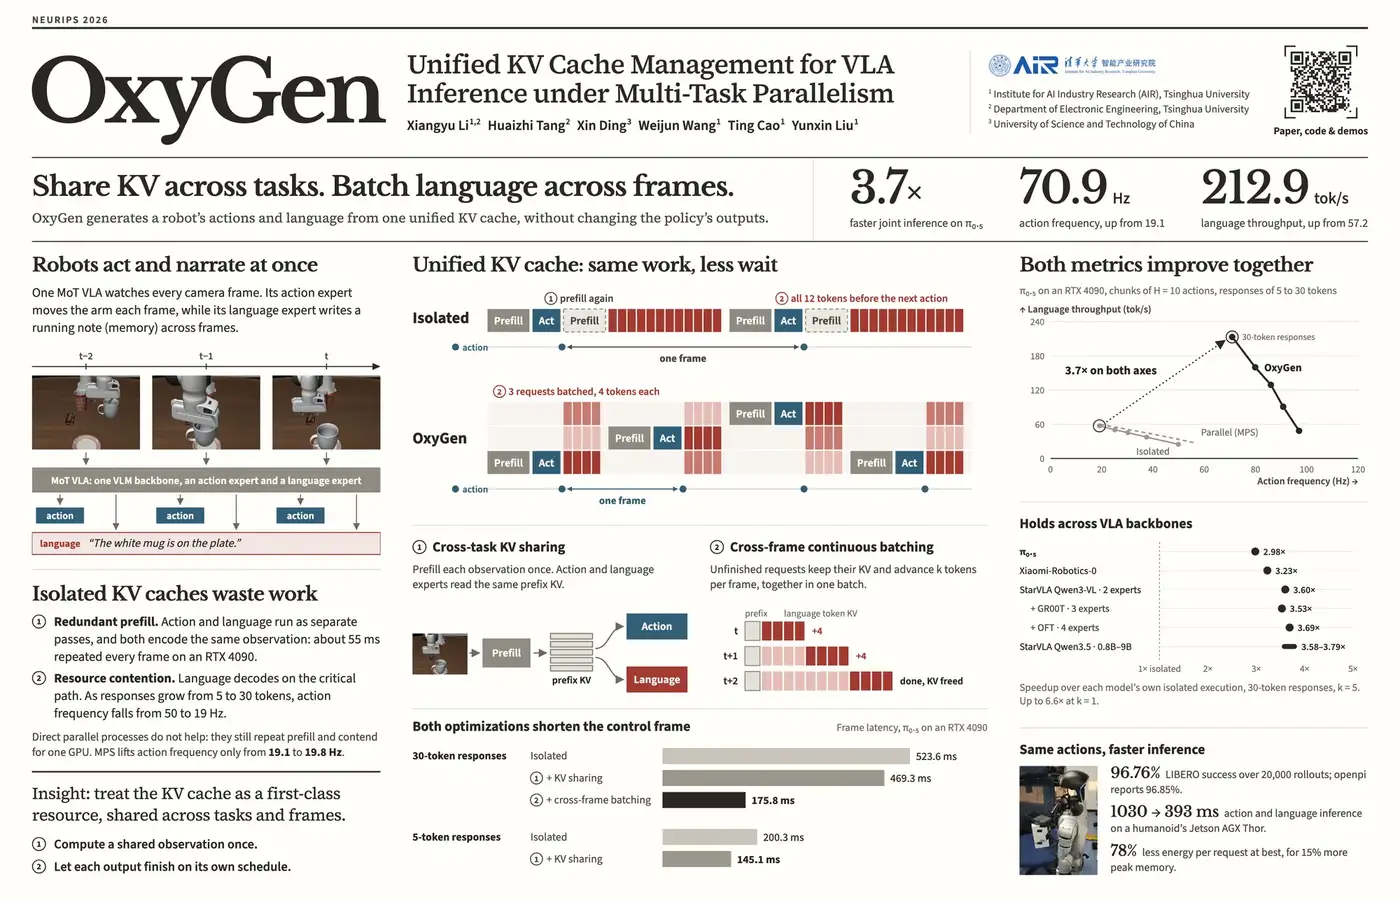 NEURIPS 2026
OxyGen
Unified KV Cache Management for VLA
Inference under Multi-Task Parallelism
Xiangyu Li1,2 Huaizhi Tang2 Xin Ding3 Weijun Wang1 Ting Cao1 Yunxin Liu1
AIR 清华大学 智能产业研究院
Institute for AI Industry Research, Tsinghua University
1 Institute for AI Industry Research (AIR), Tsinghua University
2 Department of Electronic Engineering, Tsinghua University
3 University of Science and Technology of China
Paper, code & demos
Share KV across tasks. Batch language across frames.
OxyGen generates a robot's actions and language from one unified KV cache, without changing the policy's outputs.
3.7×
faster joint inference on π₀.₅
70.9 Hz
action frequency, up from 19.1
212.9 tok/s
language throughput, up from 57.2
Robots act and narrate at once
One MoT VLA watches every camera frame. Its action expert
moves the arm each frame, while its language expert writes a
running note (memory) across frames.
t−2 t−1 t
MoT VLA: one VLM backbone, an action expert and a language expert
action action action
language "The white mug is on the plate."
Isolated KV caches waste work
1 Redundant prefill. Action and language run as separate
passes, and both encode the same observation: about 55 ms
repeated every frame on an RTX 4090.
2 Resource contention. Language decodes on the critical
path. As responses grow from 5 to 30 tokens, action
frequency falls from 50 to 19 Hz.
Direct parallel processes do not help: they still repeat prefill and contend
for one GPU. MPS lifts action frequency only from 19.1 to 19.8 Hz.
Insight: treat the KV cache as a first-class
resource, shared across tasks and frames.
1 Compute a shared observation once.
2 Let each output finish on its own schedule.
Unified KV cache: same work, less wait
1 prefill again
2 all 12 tokens before the next action
Isolated Prefill Act Prefill Prefill Act Prefill
action
one frame
2 3 requests batched, 4 tokens each
Prefill Act
OxyGen Prefill Act
Prefill Act Prefill Act
action
one frame
1 Cross-task KV sharing
Prefill each observation once. Action and language
experts read the same prefix KV.
Prefill
prefix KV
Action
Language
2 Cross-frame continuous batching
Unfinished requests keep their KV and advance k tokens
per frame, together in one batch.
prefix language token KV
t +4
t+1 +4
t+2 done, KV freed
Both optimizations shorten the control frame
Frame latency, π₀.₅ on an RTX 4090
30-token responses Isolated 523.6 ms
1 + KV sharing 469.3 ms
2 + cross-frame batching 175.8 ms
5-token responses Isolated 200.3 ms
1 + KV sharing 145.1 ms
Both metrics improve together
π₀.₅ on an RTX 4090, chunks of H = 10 actions, responses of 5 to 30 tokens
↑ Language throughput (tok/s)
240
180
120
60
0
30-token responses
3.7× on both axes
OxyGen
Parallel (MPS)
Isolated
0 20 40 60 80 100 120
Action frequency (Hz) →
Holds across VLA backbones
π₀.₅ 2.98×
Xiaomi-Robotics-0 3.23×
StarVLA Qwen3-VL · 2 experts 3.60×
+ GR00T · 3 experts 3.53×
+ OFT · 4 experts 3.69×
StarVLA Qwen3.5 · 0.8B–9B 3.58–3.79×
1× isolated 2× 3× 4× 5×
Speedup over each model's own isolated execution, 30-token responses, k = 5.
Up to 6.6× at k = 1.
Same actions, faster inference
96.76% LIBERO success over 20,000 rollouts; openpi
reports 96.85%.
1030 → 393 ms action and language inference
on a humanoid's Jetson AGX Thor.
78% less energy per request at best, for 15% more
peak memory.